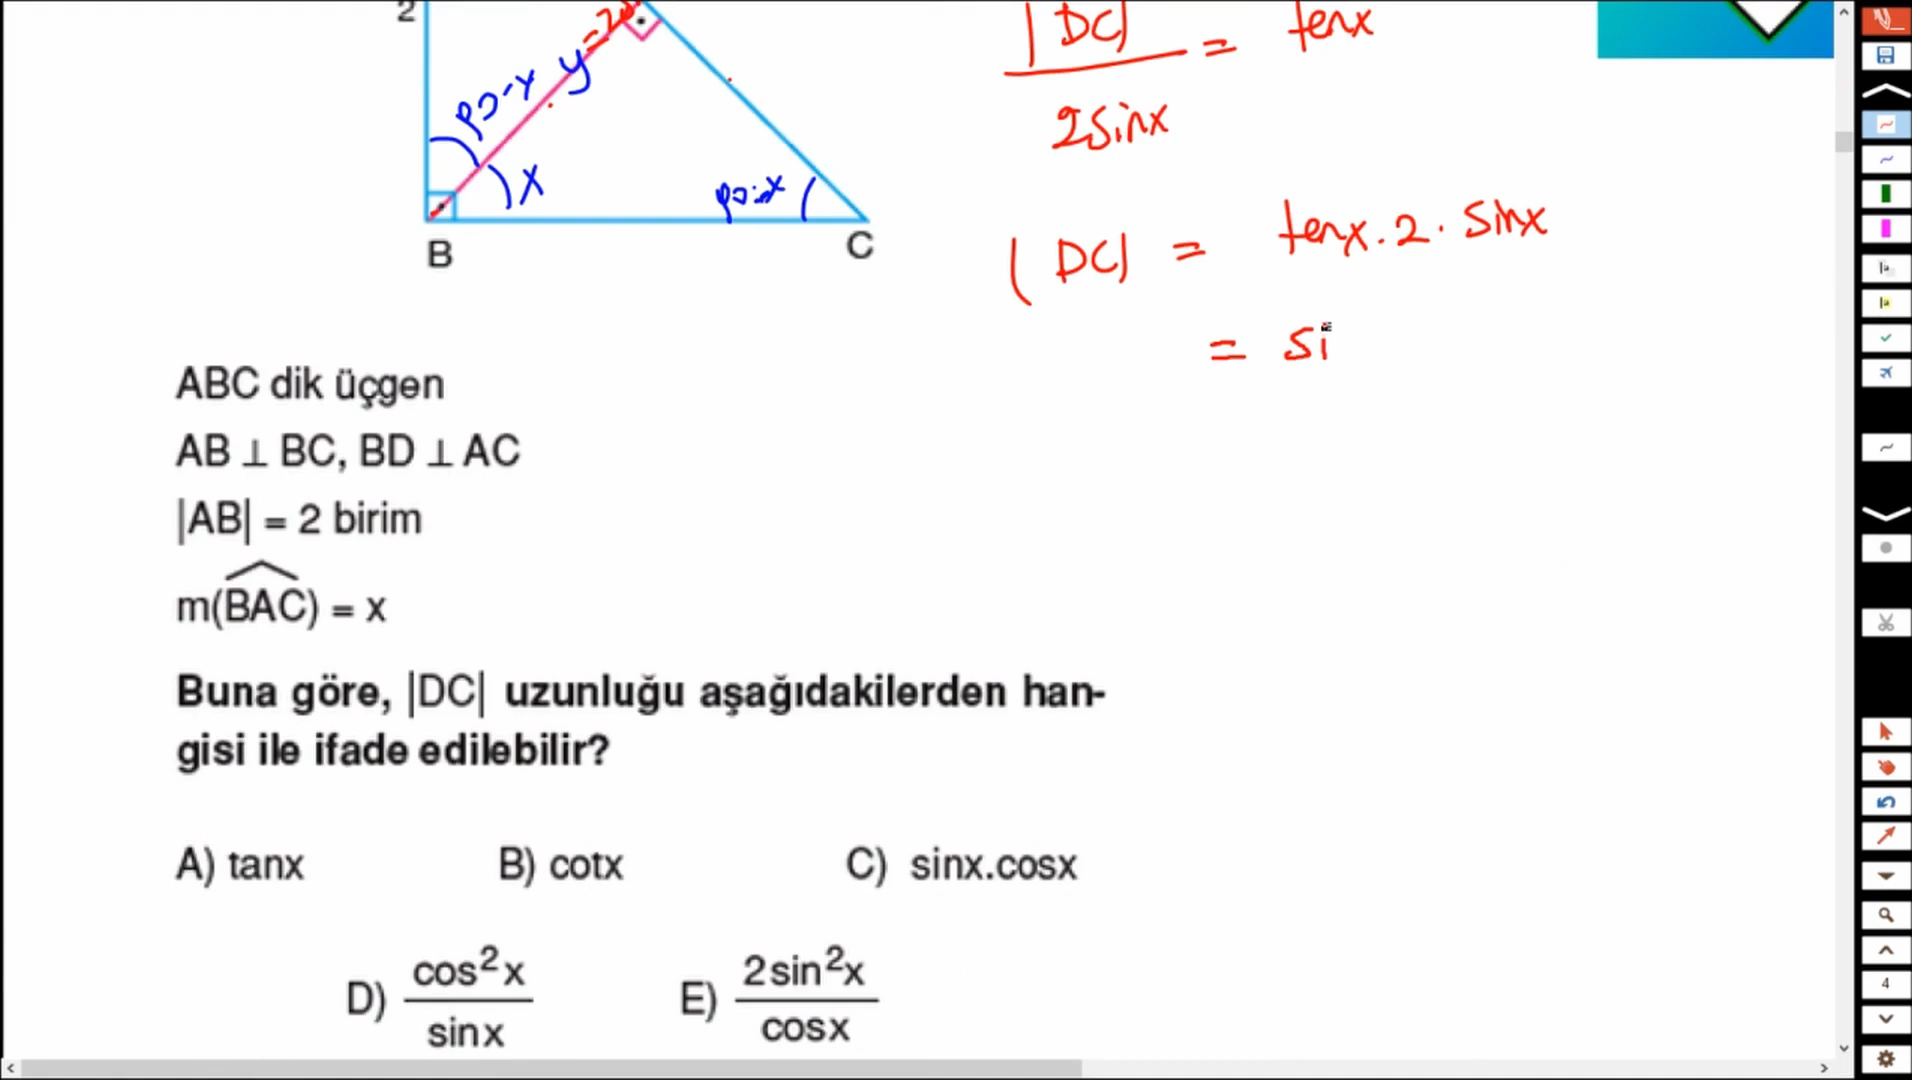 2
|DC|
= tanx
2sinx
90-x
y
x
90-x
B
C
|DC| = tanx . 2 . sinx
= si
ABC dik üçgen
AB ⊥ BC, BD ⊥ AC
|AB| = 2 birim
m(BAC) = x
Buna göre, |DC| uzunluğu aşağıdakilerden han-
gisi ile ifade edilebilir?
A) tanx B) cotx C) sinx.cosx
D) cos²x / sinx E) 2sin²x / cosx
4